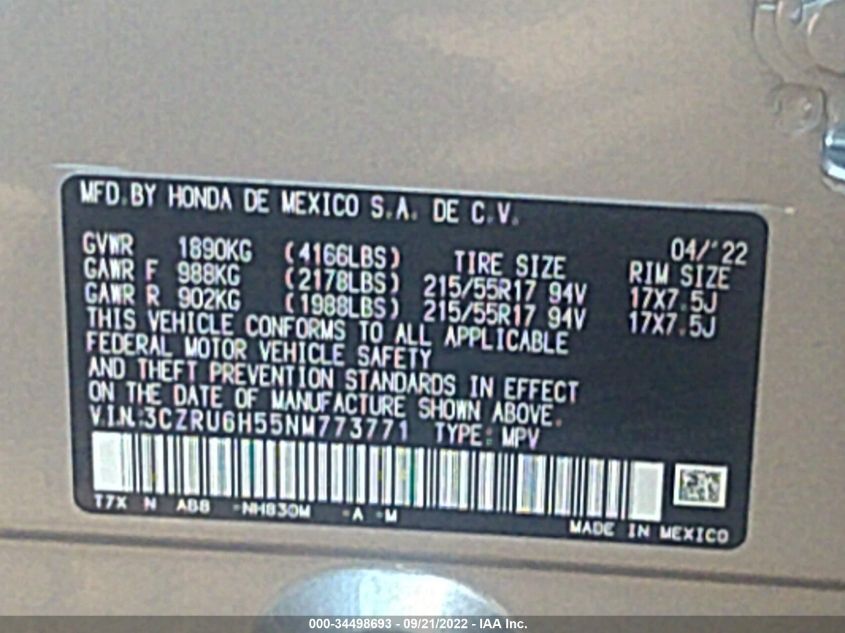 MFD.BY HONDA DE MEXICO S.A. DE C.V.
04/'22
GVWR 1890KG (4166LBS) TIRE SIZE RIM SIZE
GAWR F 988KG (2178LBS) 215/55R17 94V 17X7.5J
GAWR R 902KG (1988LBS) 215/55R17 94V 17X7.5J
THIS VEHICLE CONFORMS TO ALL APPLICABLE
FEDERAL MOTOR VEHICLE SAFETY
AND THEFT PREVENTION STANDARDS IN EFFECT
ON THE DATE OF MANUFACTURE SHOWN ABOVE.
V.I.N:3CZRU6H55NM773771 TYPE: MPV
T7X N AB8 -NH830M -A -M
MADE IN MEXICO
000-34498693 - 09/21/2022 - IAA Inc.